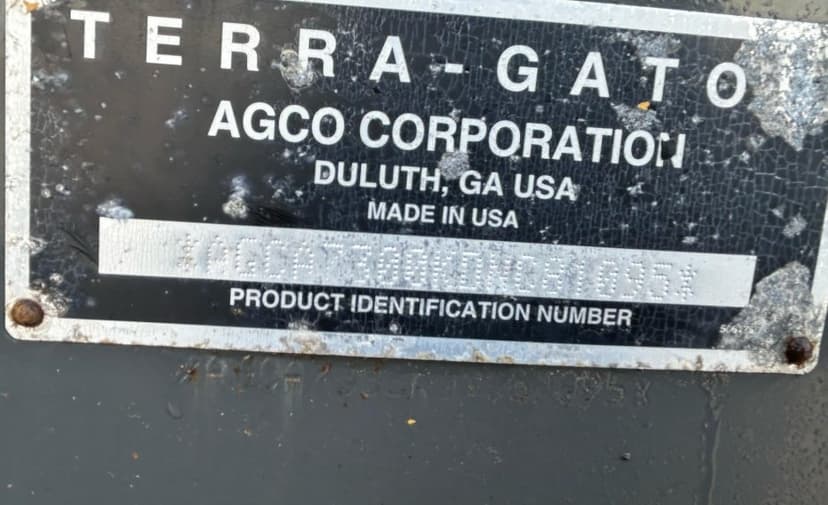 TERRA-GATO
AGCO CORPORATION
DULUTH, GA USA
MADE IN USA
PRODUCT IDENTIFICATION NUMBER